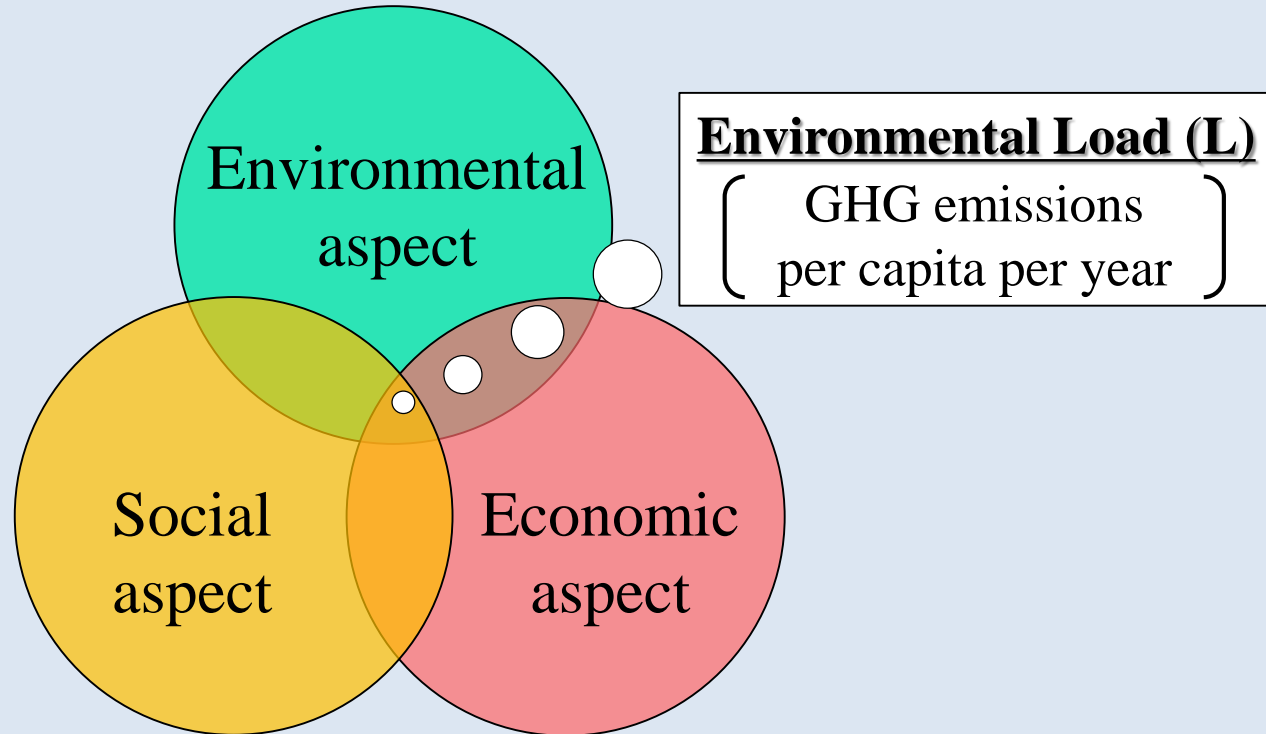 Environmental
aspect
Environmental Load (L)
GHG emissions
per capita per year
Social
aspect
Economic
aspect